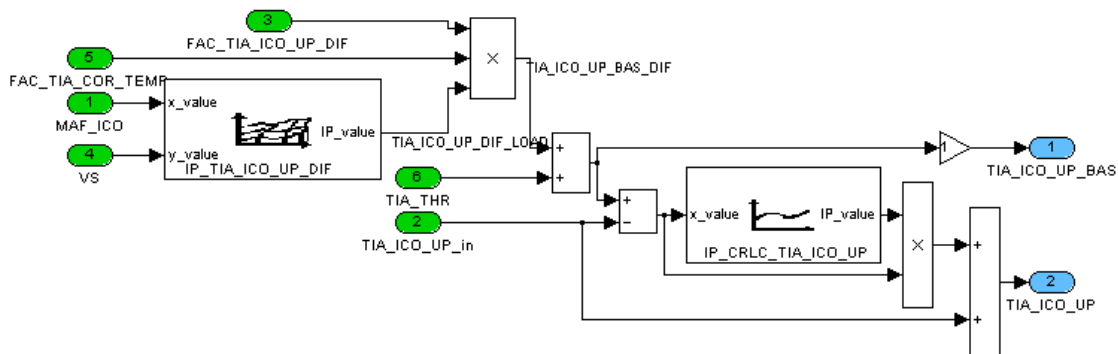 3
FAC_TIA_ICO_UP_DIF
5
FAC_TIA_COR_TEMP
×
TIA_ICO_UP_BAS_DIF
1
MAF_ICO
x_value
y_value
IP_value
IP_TIA_ICO_UP_DIF
TIA_ICO_UP_DIF_LOAD
4
VS
6
TIA_THR
+
+
1
1
TIA_ICO_UP_BAS
2
TIA_ICO_UP_in
+
−
x_value
IP_value
IP_CRLC_TIA_ICO_UP
×
+
+
2
TIA_ICO_UP